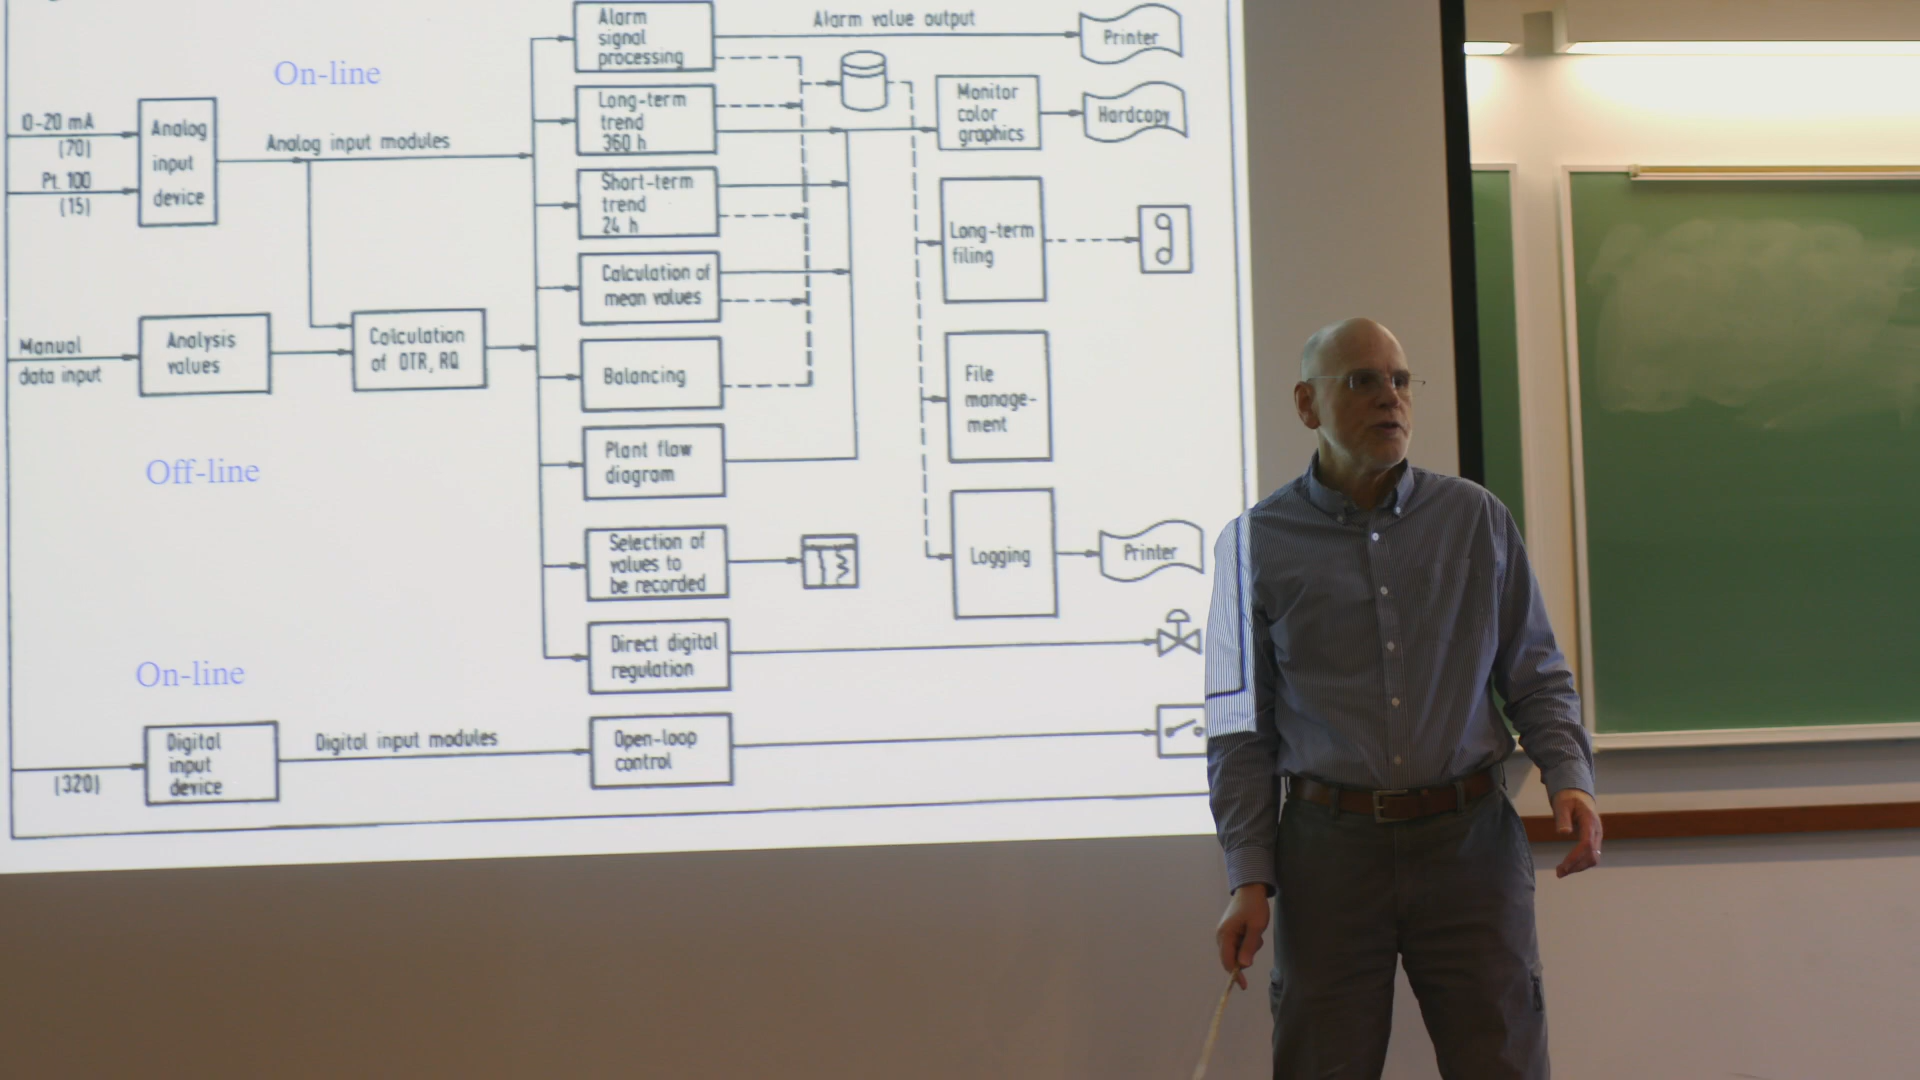 On-line
0-20 mA
(70)
Pt. 100
(15)
Analog
input
device
Analog input modules
Manual
data input
Analysis
values
Calculation
of OTR, RQ
Off-line
On-line
(320)
Digital
input
device
Digital input modules
Alarm
signal
processing
Long-term
trend
360 h
Short-term
trend
24 h
Calculation of
mean values
Balancing
Plant flow
diagram
Selection of
values to
be recorded
Direct digital
regulation
Open-loop
control
Alarm value output
Printer
Monitor
color
graphics
Hardcopy
Long-term
filing
File
manage-
ment
Logging
Printer